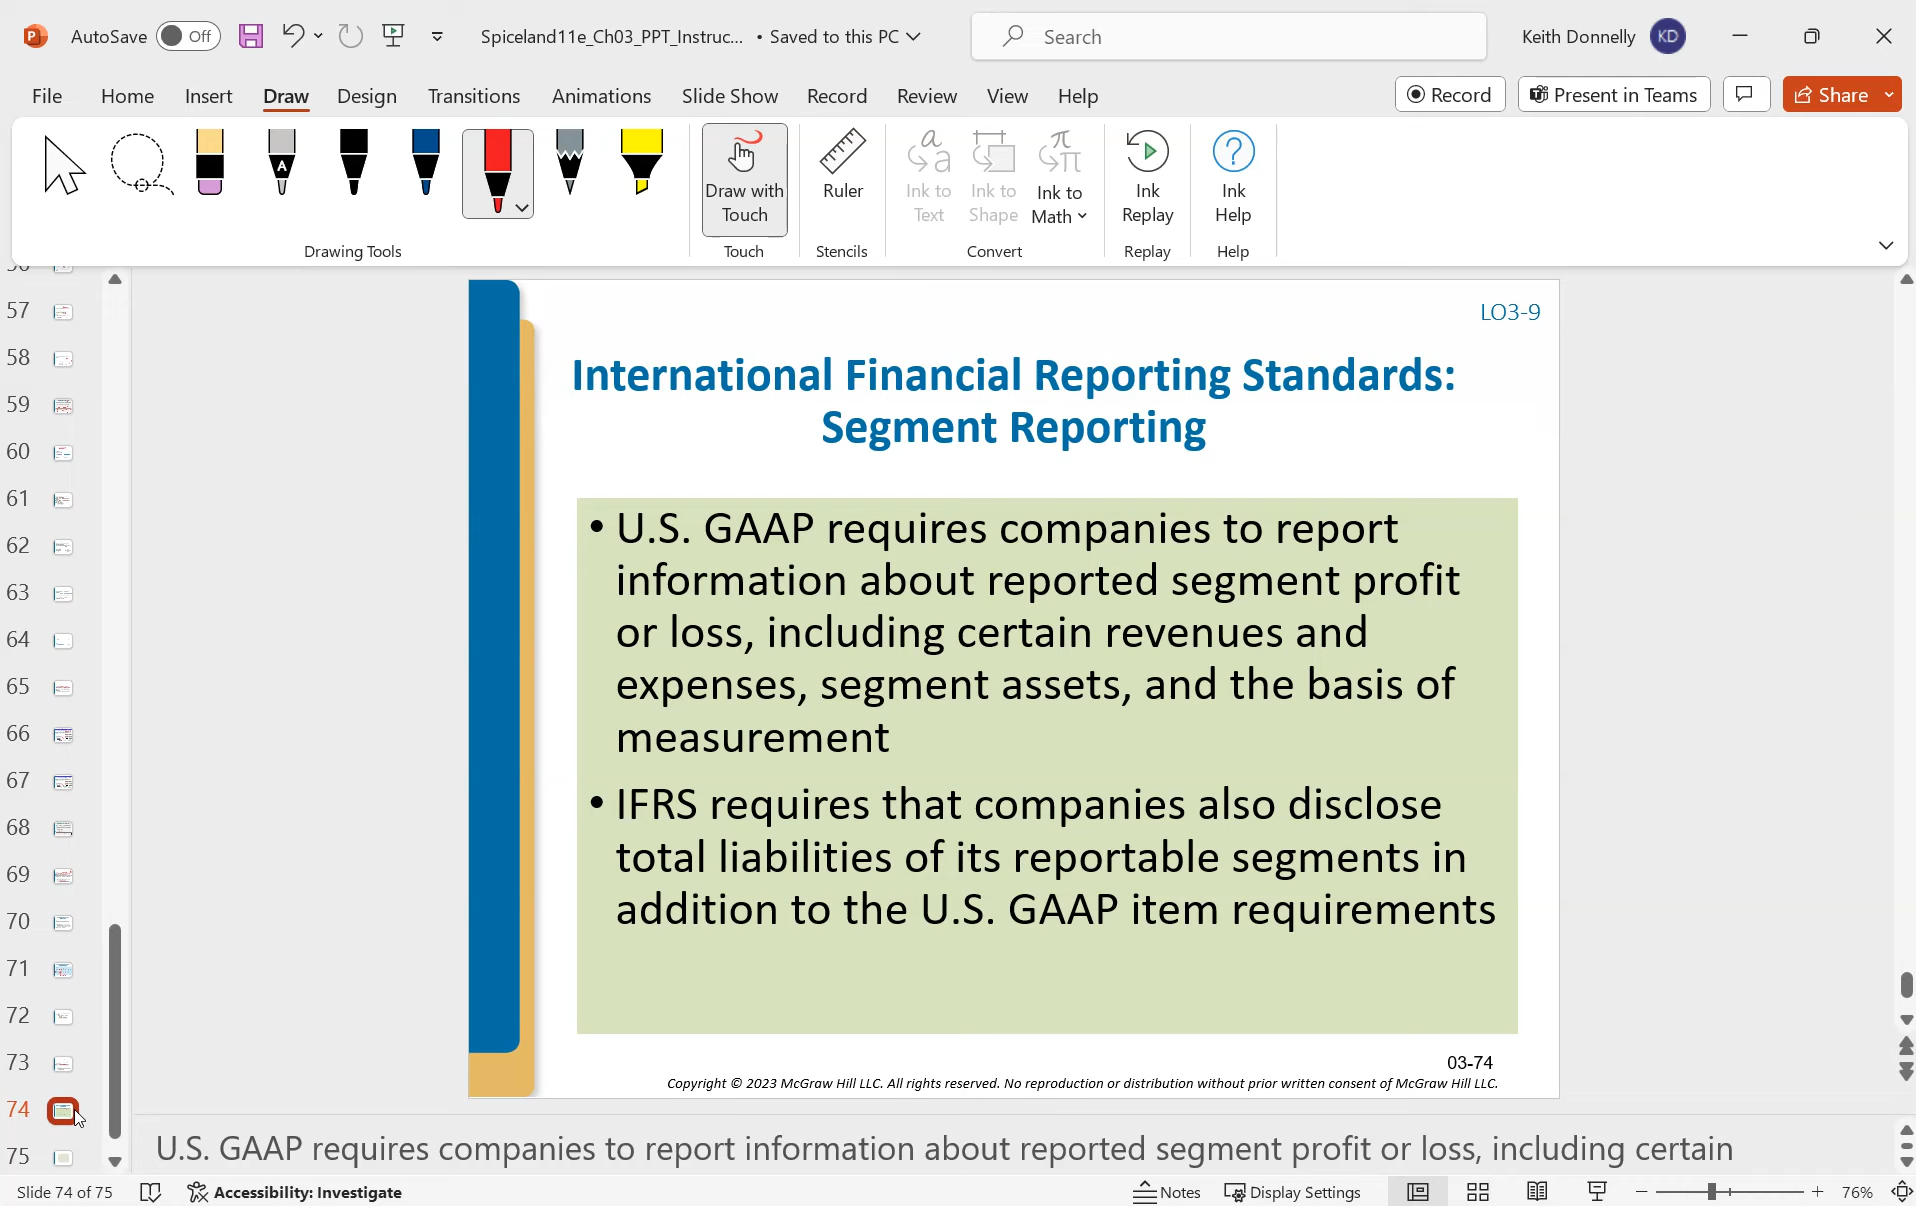 AutoSave Off Spiceland11e_Ch03_PPT_Instruc... • Saved to this PC Search Keith Donnelly KD
File Home Insert Draw Design Transitions Animations Slide Show Record Review View Help Record Present in Teams Share
Draw with Touch
Ruler
Ink to Text
Ink to Shape
Ink to Math
Ink Replay
Ink Help
Drawing Tools Touch Stencils Convert Replay Help
57
58
59
60
61
62
63
64
65
66
67
68
69
70
71
72
73
74
75
LO3-9
International Financial Reporting Standards:
Segment Reporting
• U.S. GAAP requires companies to report
information about reported segment profit
or loss, including certain revenues and
expenses, segment assets, and the basis of
measurement
• IFRS requires that companies also disclose
total liabilities of its reportable segments in
addition to the U.S. GAAP item requirements
03-74
Copyright © 2023 McGraw Hill LLC. All rights reserved. No reproduction or distribution without prior written consent of McGraw Hill LLC.
U.S. GAAP requires companies to report information about reported segment profit or loss, including certain
Slide 74 of 75 Accessibility: Investigate Notes Display Settings 76%